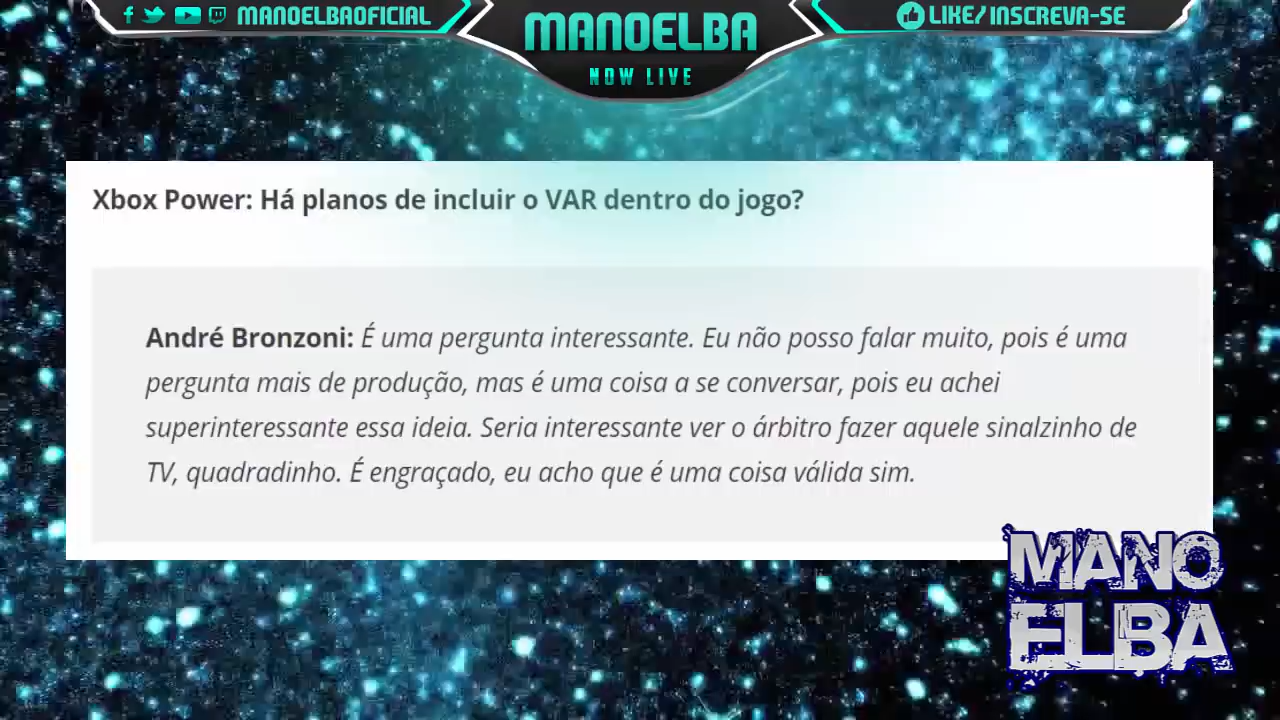 MANOELBAOFICIAL
MANOELBA
NOW LIVE
LIKE/INSCREVA-SE
Xbox Power: Há planos de incluir o VAR dentro do jogo?
André Bronzoni: É uma pergunta interessante. Eu não posso falar muito, pois é uma
pergunta mais de produção, mas é uma coisa a se conversar, pois eu achei
superinteressante essa ideia. Seria interessante ver o árbitro fazer aquele sinalzinho de
TV, quadradinho. É engraçado, eu acho que é uma coisa válida sim.
MANO
ELBA